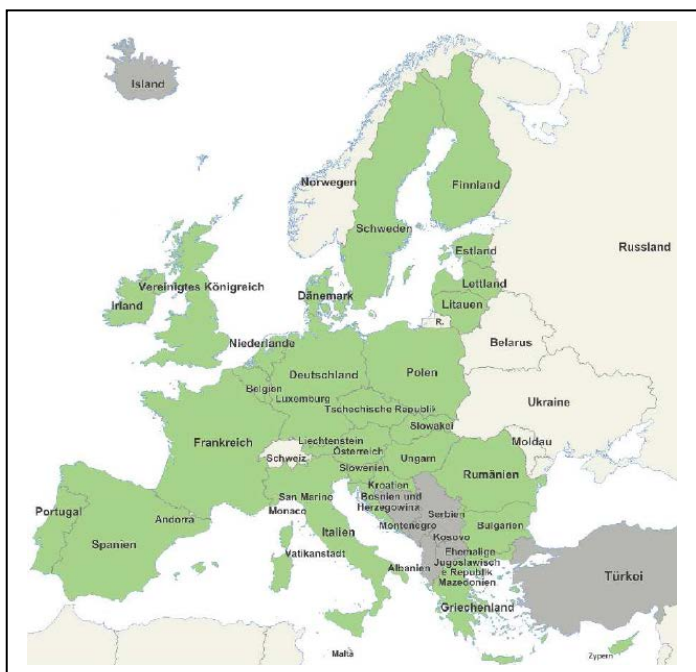 Island
Norwegen
Finnland
Schweden
Russland
Estland
Vereinigtes Königreich
Lettland
Irland
Dänemark
Litauen
R.
Niederlande
Belarus
Deutschland
Polen
Belgien
Luxemburg
Ukraine
Tschechische Republik
Slowakei
Frankreich
Liechtenstein
Moldau
Österreich
Schweiz
Ungarn
Slowenien
Rumänien
Kroatien
San Marino
Bosnien und
Herzegowina
Portugal
Monaco
Serbien
Andorra
Montenegro
Bulgarien
Italien
Kosovo
Spanien
Vatikanstadt
Ehemalige
Jugoslawisch
e Republik
Mazedonien
Albanien
Türkei
Griechenland
Malta
Zypern